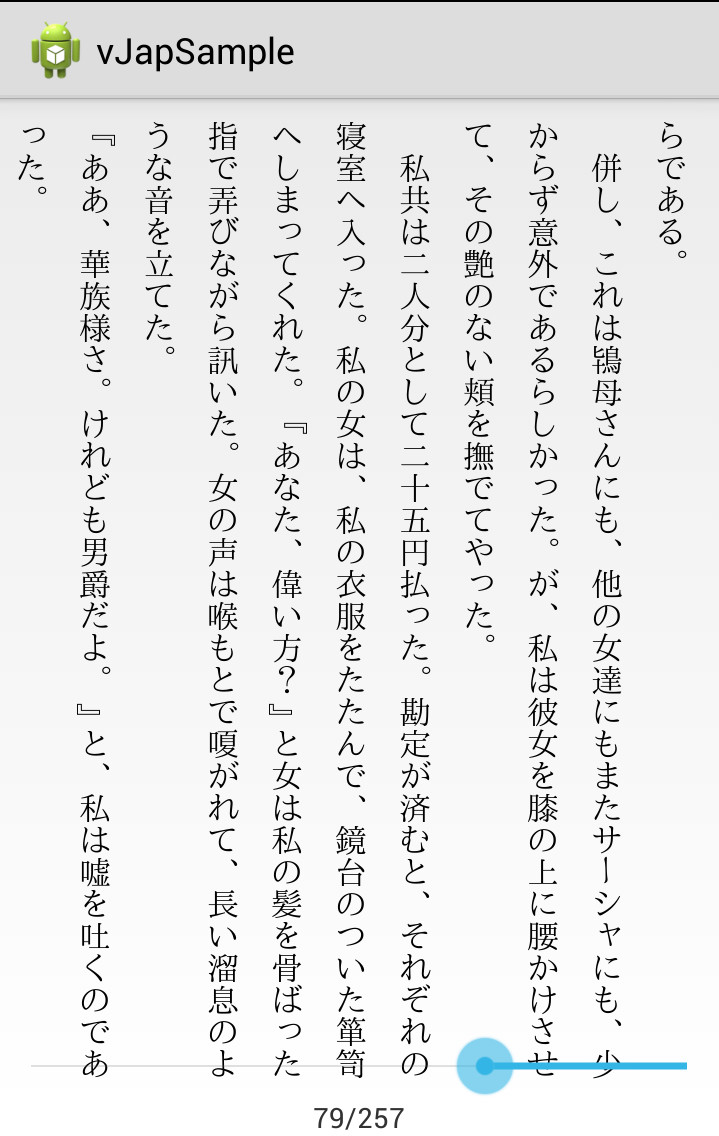 vJapSample
らである。
併し、これは鴇母さんにも、他の女達にもまたサーシャにも、少
からず意外であるらしかった。が、私は彼女を膝の上に腰かけさせ
て、その艶のない頬を撫でてやった。
私共は二人分として二十五円払った。勘定が済むと、それぞれの
寝室へ入った。私の女は、私の衣服をたたんで、鏡台のついた箪笥
へしまってくれた。『あなた、偉い方？』と女は私の髪を骨ばった
指で弄びながら訊いた。女の声は喉もとで嗄がれて、長い溜息のよ
うな音を立てた。
『ああ、華族様さ。けれども男爵だよ。』と、私は嘘を吐くのであ
った。
79/257